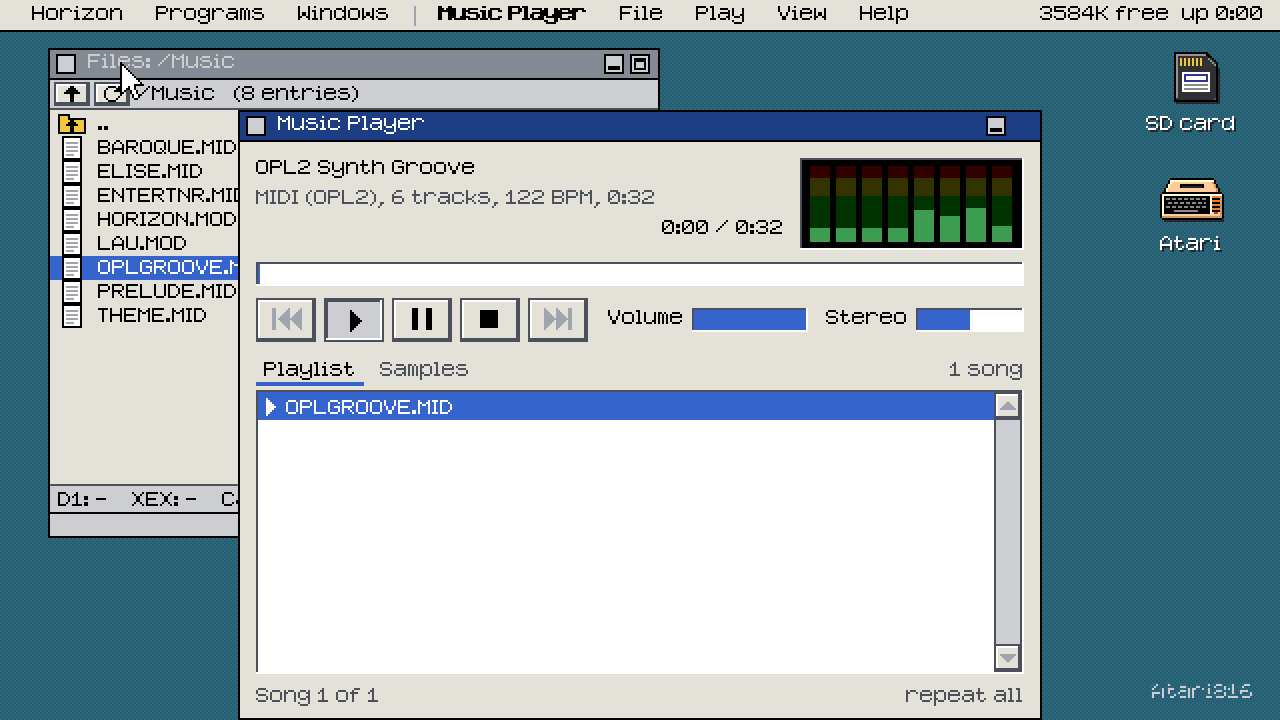 Horizon Programs Windows | Music Player File Play View Help 3584K free up 0:00
Files: /Music
/Music (8 entries)
..
BAROQUE.MID
ELISE.MID
ENTERTNR.MID
HORIZON.MOD
LAU.MOD
OPLGROOVE.M
PRELUDE.MID
THEME.MID
D1: - XEX: -
Music Player
OPL2 Synth Groove
MIDI (OPL2), 6 tracks, 122 BPM, 0:32
0:00 / 0:32
Volume Stereo
Playlist Samples 1 song
OPLGROOVE.MID
Song 1 of 1 repeat all
SD card
Atari
Atari816